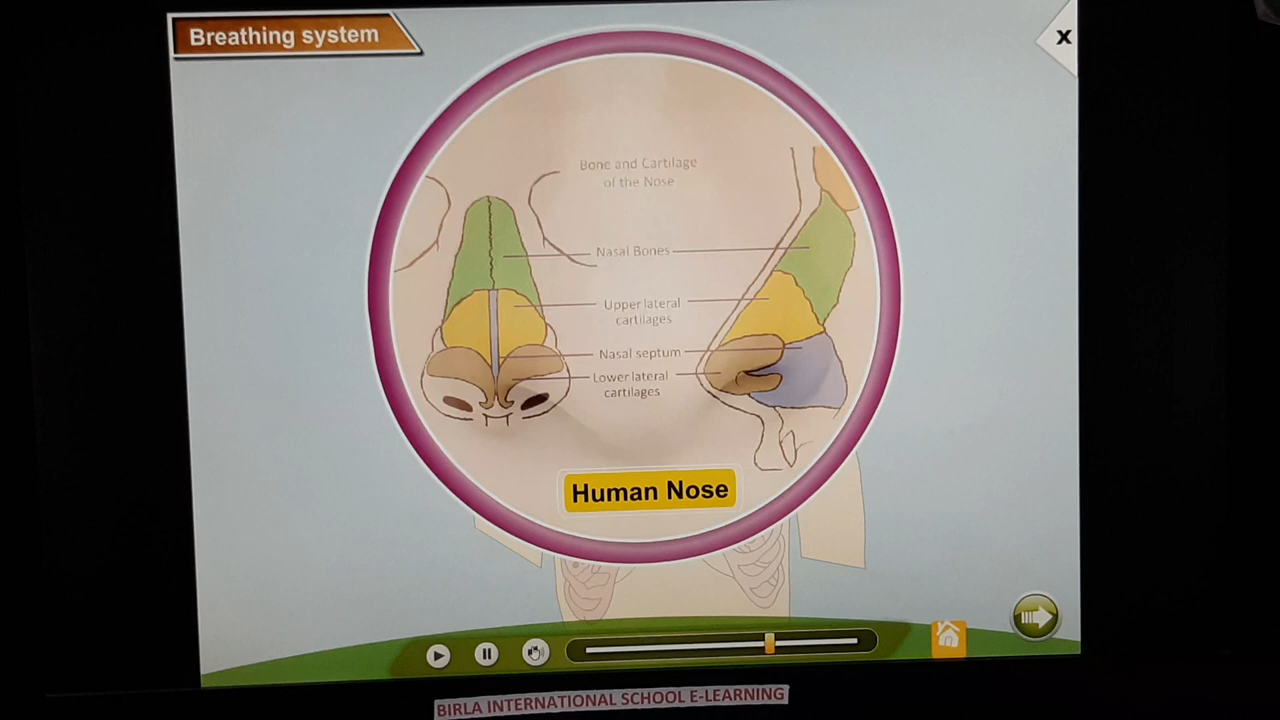 Breathing system
X
Bone and Cartilage
of the Nose
Nasal Bones
Upper lateral
cartilages
Nasal septum
Lower lateral
cartilages
Human Nose
BIRLA INTERNATIONAL SCHOOL E-LEARNING